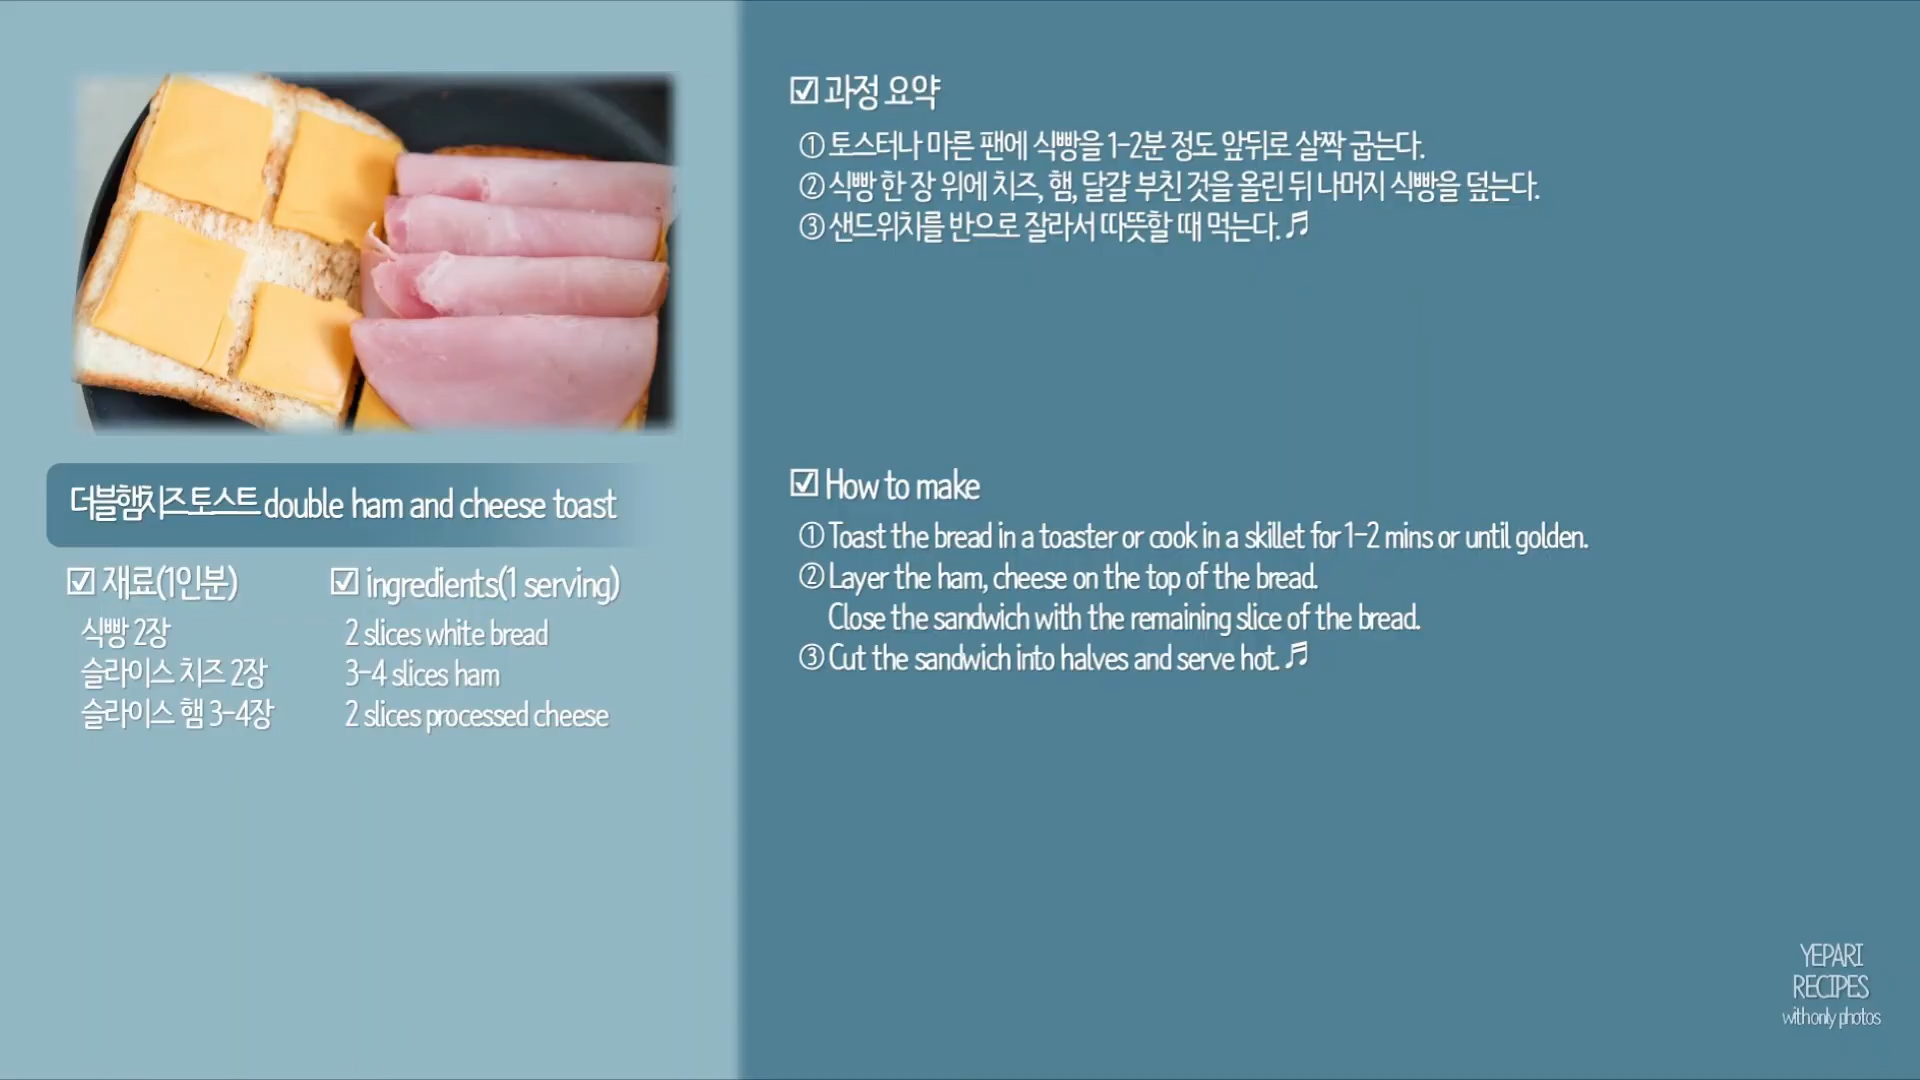 더블햄치즈토스트 double ham and cheese toast
☑ 재료(1인분)
식빵 2장
슬라이스 치즈 2장
슬라이스 햄 3-4장
☑ ingredients(1 serving)
2 slices white bread
3-4 slices ham
2 slices processed cheese
☑ 과정 요약
① 토스터나 마른 팬에 식빵을 1-2분 정도 앞뒤로 살짝 굽는다.
② 식빵 한 장 위에 치즈, 햄, 달걀 부친 것을 올린 뒤 나머지 식빵을 덮는다.
③ 샌드위치를 반으로 잘라서 따뜻할 때 먹는다. ♬
☑ How to make
① Toast the bread in a toaster or cook in a skillet for 1-2 mins or until golden.
② Layer the ham, cheese on the top of the bread.
Close the sandwich with the remaining slice of the bread.
③ Cut the sandwich into halves and serve hot. ♬
YEPARI
RECIPES
with only photos